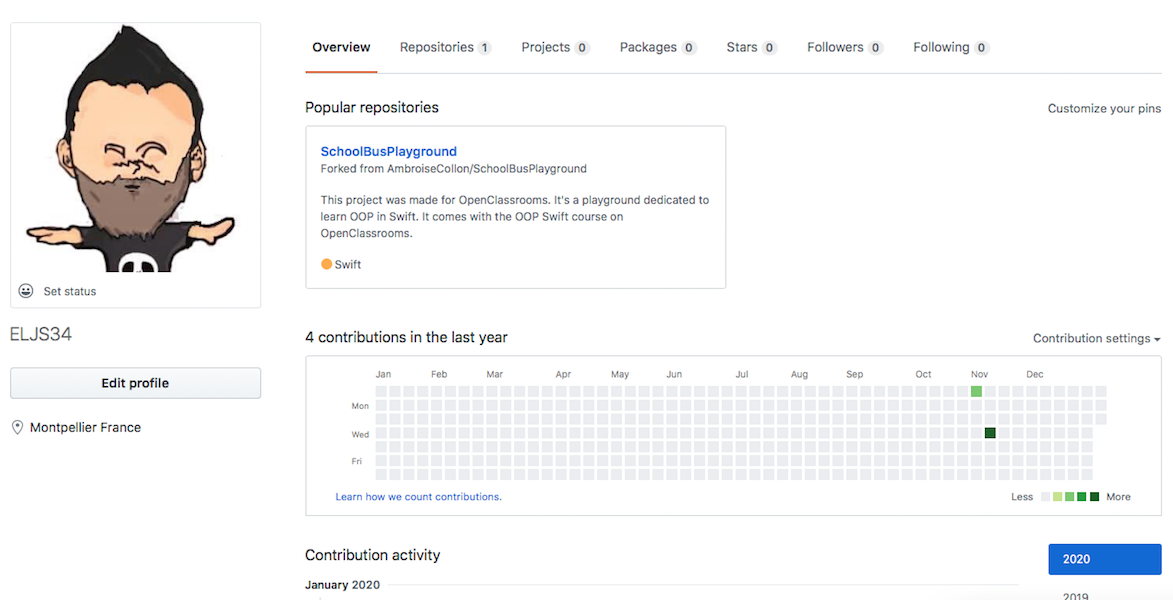 Overview Repositories 1 Projects 0 Packages 0 Stars 0 Followers 0 Following 0
Set status
ELJS34
Edit profile
Montpellier France
Popular repositories Customize your pins
SchoolBusPlayground
Forked from AmbroiseCollon/SchoolBusPlayground
This project was made for OpenClassrooms. It's a playground dedicated to
learn OOP in Swift. It comes with the OOP Swift course on
OpenClassrooms.
Swift
4 contributions in the last year Contribution settings
Jan Feb Mar Apr May Jun Jul Aug Sep Oct Nov Dec
Mon
Wed
Fri
Learn how we count contributions. Less More
Contribution activity
2020
January 2020
2019